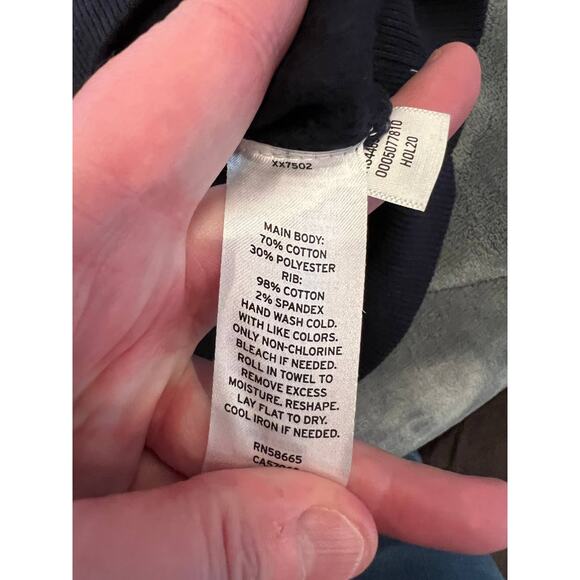 XX7502
MAIN BODY:
70% COTTON
30% POLYESTER
RIB:
98% COTTON
2% SPANDEX
HAND WASH COLD.
WITH LIKE COLORS.
ONLY NON-CHLORINE
BLEACH IF NEEDED.
ROLL IN TOWEL TO
REMOVE EXCESS
MOISTURE. RESHAPE.
LAY FLAT TO DRY.
COOL IRON IF NEEDED.
RN58665
0005077810
HOL20